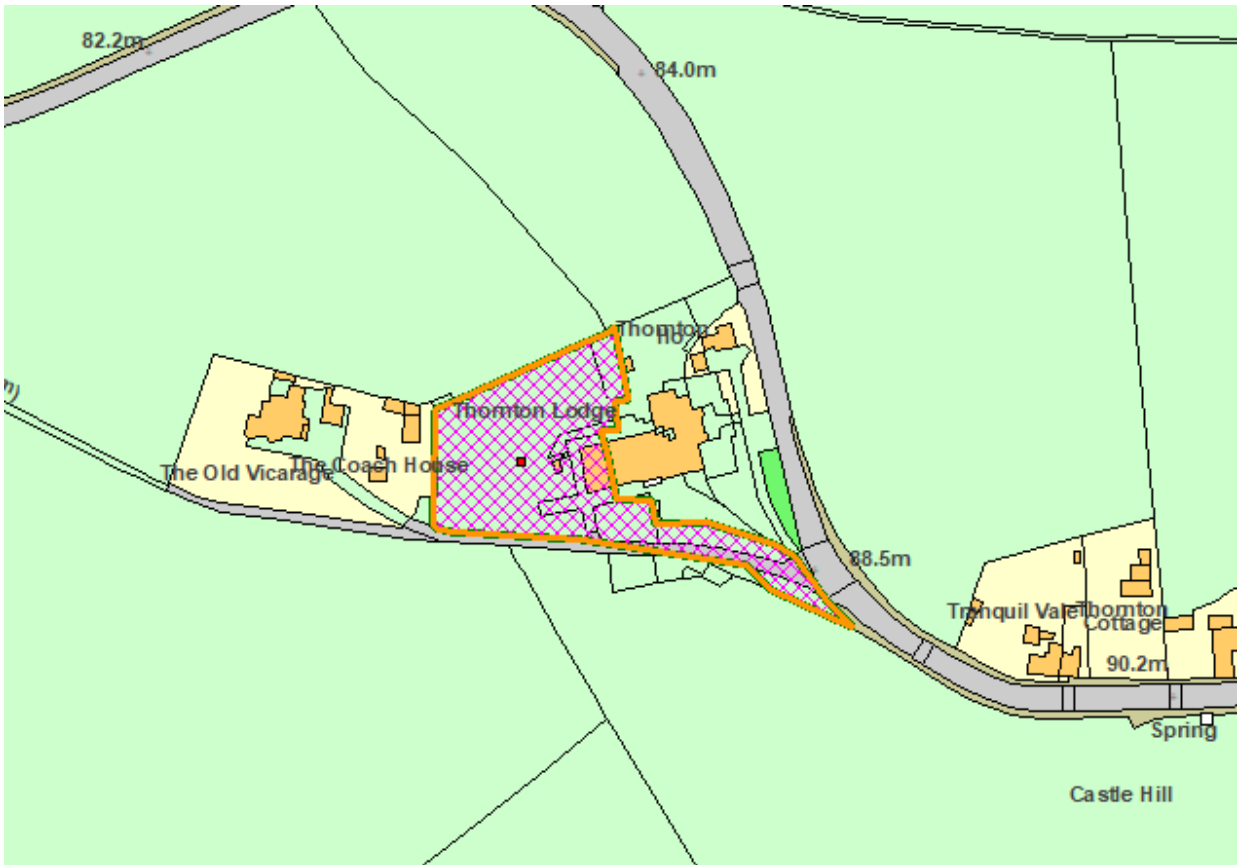 82.2m
84.0m
Thornton
Ho
Thornton Lodge
The Coach House
The Old Vicarage
88.5m
Tranquil Vale
Thornton
Cottage
90.2m
Spring
Castle Hill